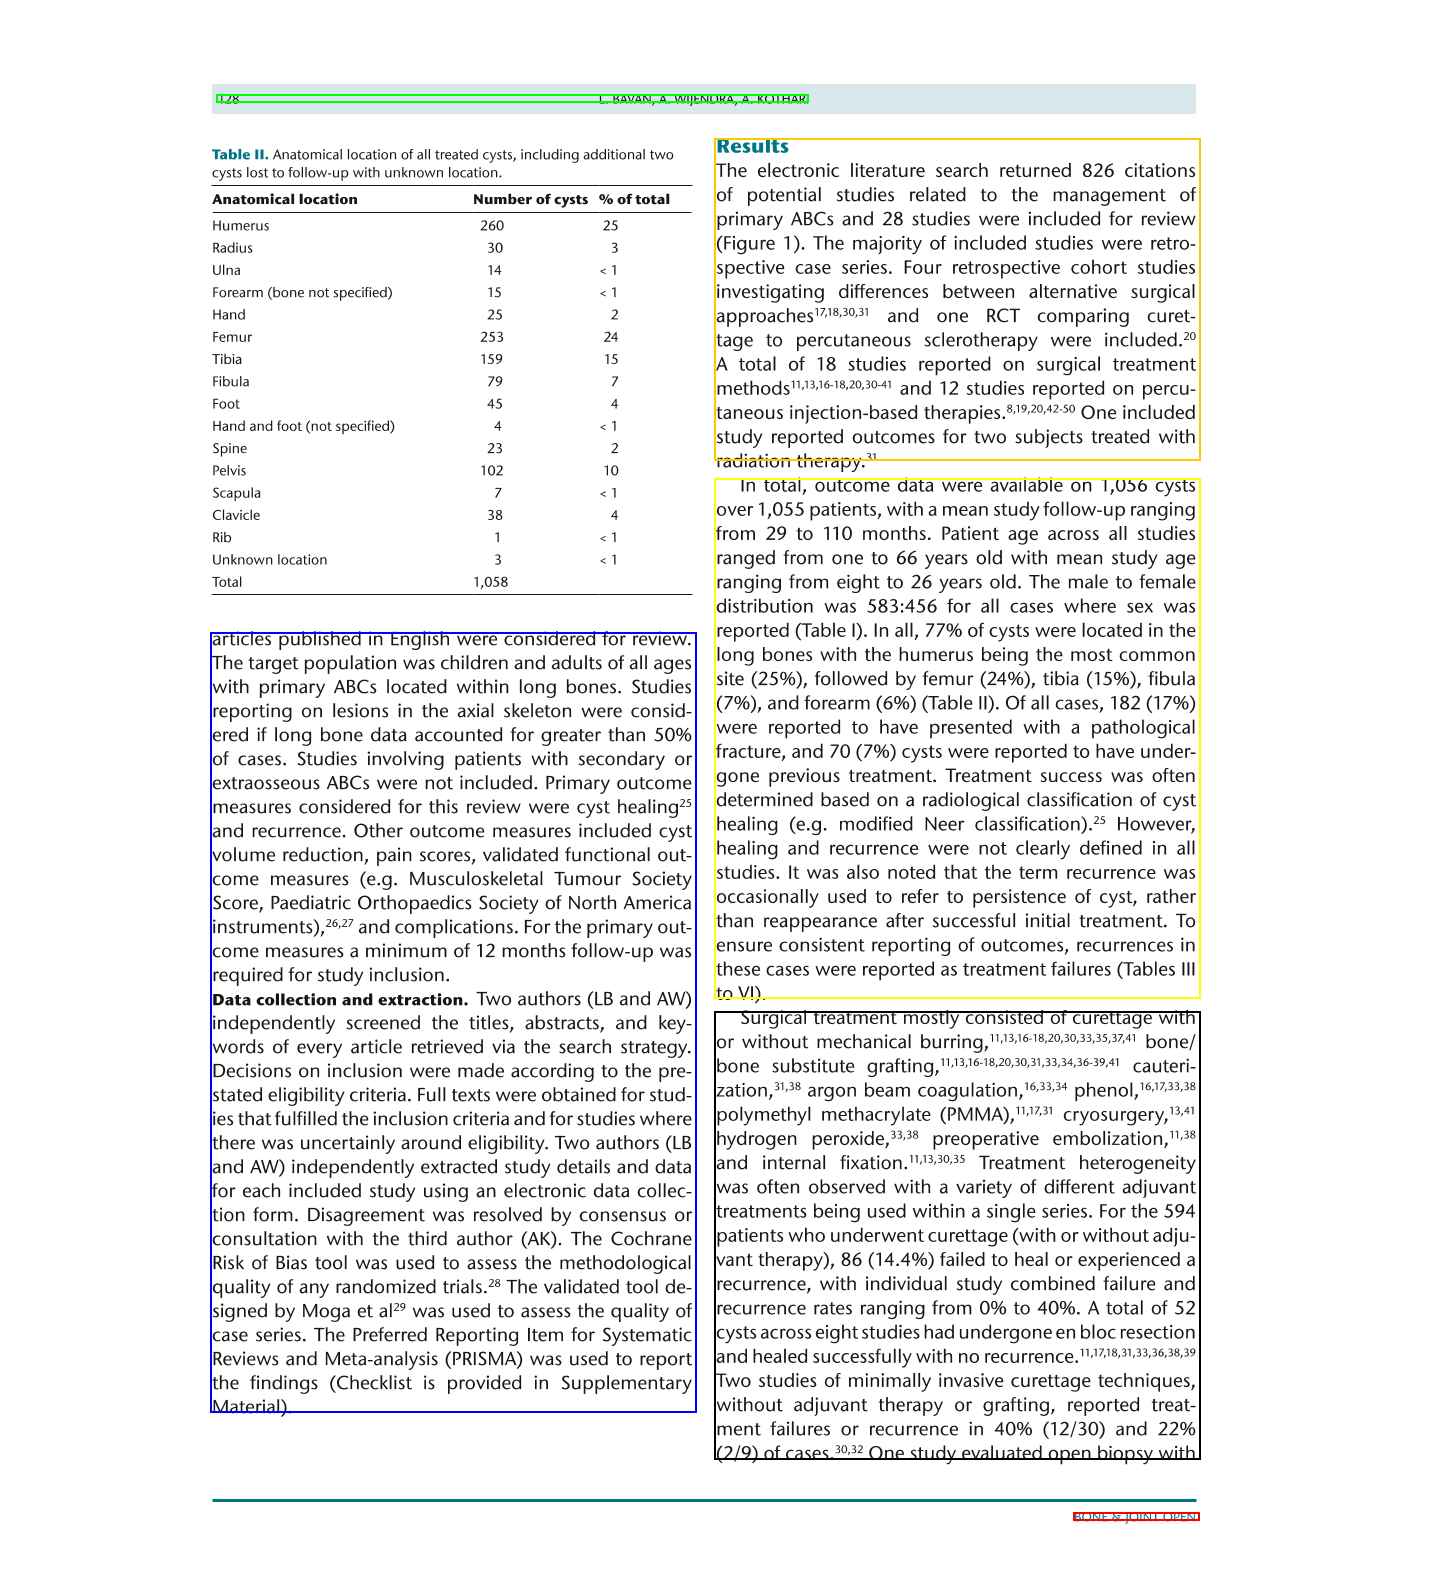 128
L. BAVAN, A. WIJENDRA, A. KOTHARI
Table II. Anatomical location of all treated cysts, including additional two
cysts lost to follow-up with unknown location.
Anatomical location Number of cysts % of total
Humerus 260 25
Radius 30 3
Ulna 14 < 1
Forearm (bone not specified) 15 < 1
Hand 25 2
Femur 253 24
Tibia 159 15
Fibula 79 7
Foot 45 4
Hand and foot (not specified) 4 < 1
Spine 23 2
Pelvis 102 10
Scapula 7 < 1
Clavicle 38 4
Rib 1 < 1
Unknown location 3 < 1
Total 1,058
articles published in English were considered for review.
The target population was children and adults of all ages
with primary ABCs located within long bones. Studies
reporting on lesions in the axial skeleton were consid-
ered if long bone data accounted for greater than 50%
of cases. Studies involving patients with secondary or
extraosseous ABCs were not included. Primary outcome
measures considered for this review were cyst healing25
and recurrence. Other outcome measures included cyst
volume reduction, pain scores, validated functional out-
come measures (e.g. Musculoskeletal Tumour Society
Score, Paediatric Orthopaedics Society of North America
instruments),26,27 and complications. For the primary out-
come measures a minimum of 12 months follow-up was
required for study inclusion.
Data collection and extraction. Two authors (LB and AW)
independently screened the titles, abstracts, and key-
words of every article retrieved via the search strategy.
Decisions on inclusion were made according to the pre-
stated eligibility criteria. Full texts were obtained for stud-
ies that fulfilled the inclusion criteria and for studies where
there was uncertainly around eligibility. Two authors (LB
and AW) independently extracted study details and data
for each included study using an electronic data collec-
tion form. Disagreement was resolved by consensus or
consultation with the third author (AK). The Cochrane
Risk of Bias tool was used to assess the methodological
quality of any randomized trials.28 The validated tool de-
signed by Moga et al29 was used to assess the quality of
case series. The Preferred Reporting Item for Systematic
Reviews and Meta-analysis (PRISMA) was used to report
the findings (Checklist is provided in Supplementary
Material).
Results
The electronic literature search returned 826 citations
of potential studies related to the management of
primary ABCs and 28 studies were included for review
(Figure 1). The majority of included studies were retro-
spective case series. Four retrospective cohort studies
investigating differences between alternative surgical
approaches17,18,30,31 and one RCT comparing curet-
tage to percutaneous sclerotherapy were included.20
A total of 18 studies reported on surgical treatment
methods11,13,16-18,20,30-41 and 12 studies reported on percu-
taneous injection-based therapies.8,19,20,42-50 One included
study reported outcomes for two subjects treated with
radiation therapy.31
In total, outcome data were available on 1,056 cysts
over 1,055 patients, with a mean study follow-up ranging
from 29 to 110 months. Patient age across all studies
ranged from one to 66 years old with mean study age
ranging from eight to 26 years old. The male to female
distribution was 583:456 for all cases where sex was
reported (Table I). In all, 77% of cysts were located in the
long bones with the humerus being the most common
site (25%), followed by femur (24%), tibia (15%), fibula
(7%), and forearm (6%) (Table II). Of all cases, 182 (17%)
were reported to have presented with a pathological
fracture, and 70 (7%) cysts were reported to have under-
gone previous treatment. Treatment success was often
determined based on a radiological classification of cyst
healing (e.g. modified Neer classification).25 However,
healing and recurrence were not clearly defined in all
studies. It was also noted that the term recurrence was
occasionally used to refer to persistence of cyst, rather
than reappearance after successful initial treatment. To
ensure consistent reporting of outcomes, recurrences in
these cases were reported as treatment failures (Tables III
to VI).
Surgical treatment mostly consisted of curettage with
or without mechanical burring,11,13,16-18,20,30,33,35,37,41 bone/
bone substitute grafting,11,13,16-18,20,30,31,33,34,36-39,41 cauteri-
zation,31,38 argon beam coagulation,16,33,34 phenol,16,17,33,38
polymethyl methacrylate (PMMA),11,17,31 cryosurgery,13,41
hydrogen peroxide,33,38 preoperative embolization,11,38
and internal fixation.11,13,30,35 Treatment heterogeneity
was often observed with a variety of different adjuvant
treatments being used within a single series. For the 594
patients who underwent curettage (with or without adju-
vant therapy), 86 (14.4%) failed to heal or experienced a
recurrence, with individual study combined failure and
recurrence rates ranging from 0% to 40%. A total of 52
cysts across eight studies had undergone en bloc resection
and healed successfully with no recurrence.11,17,18,31,33,36,38,39
Two studies of minimally invasive curettage techniques,
without adjuvant therapy or grafting, reported treat-
ment failures or recurrence in 40% (12/30) and 22%
(2/9) of cases.30,32 One study evaluated open biopsy with
BONE & JOINT OPEN